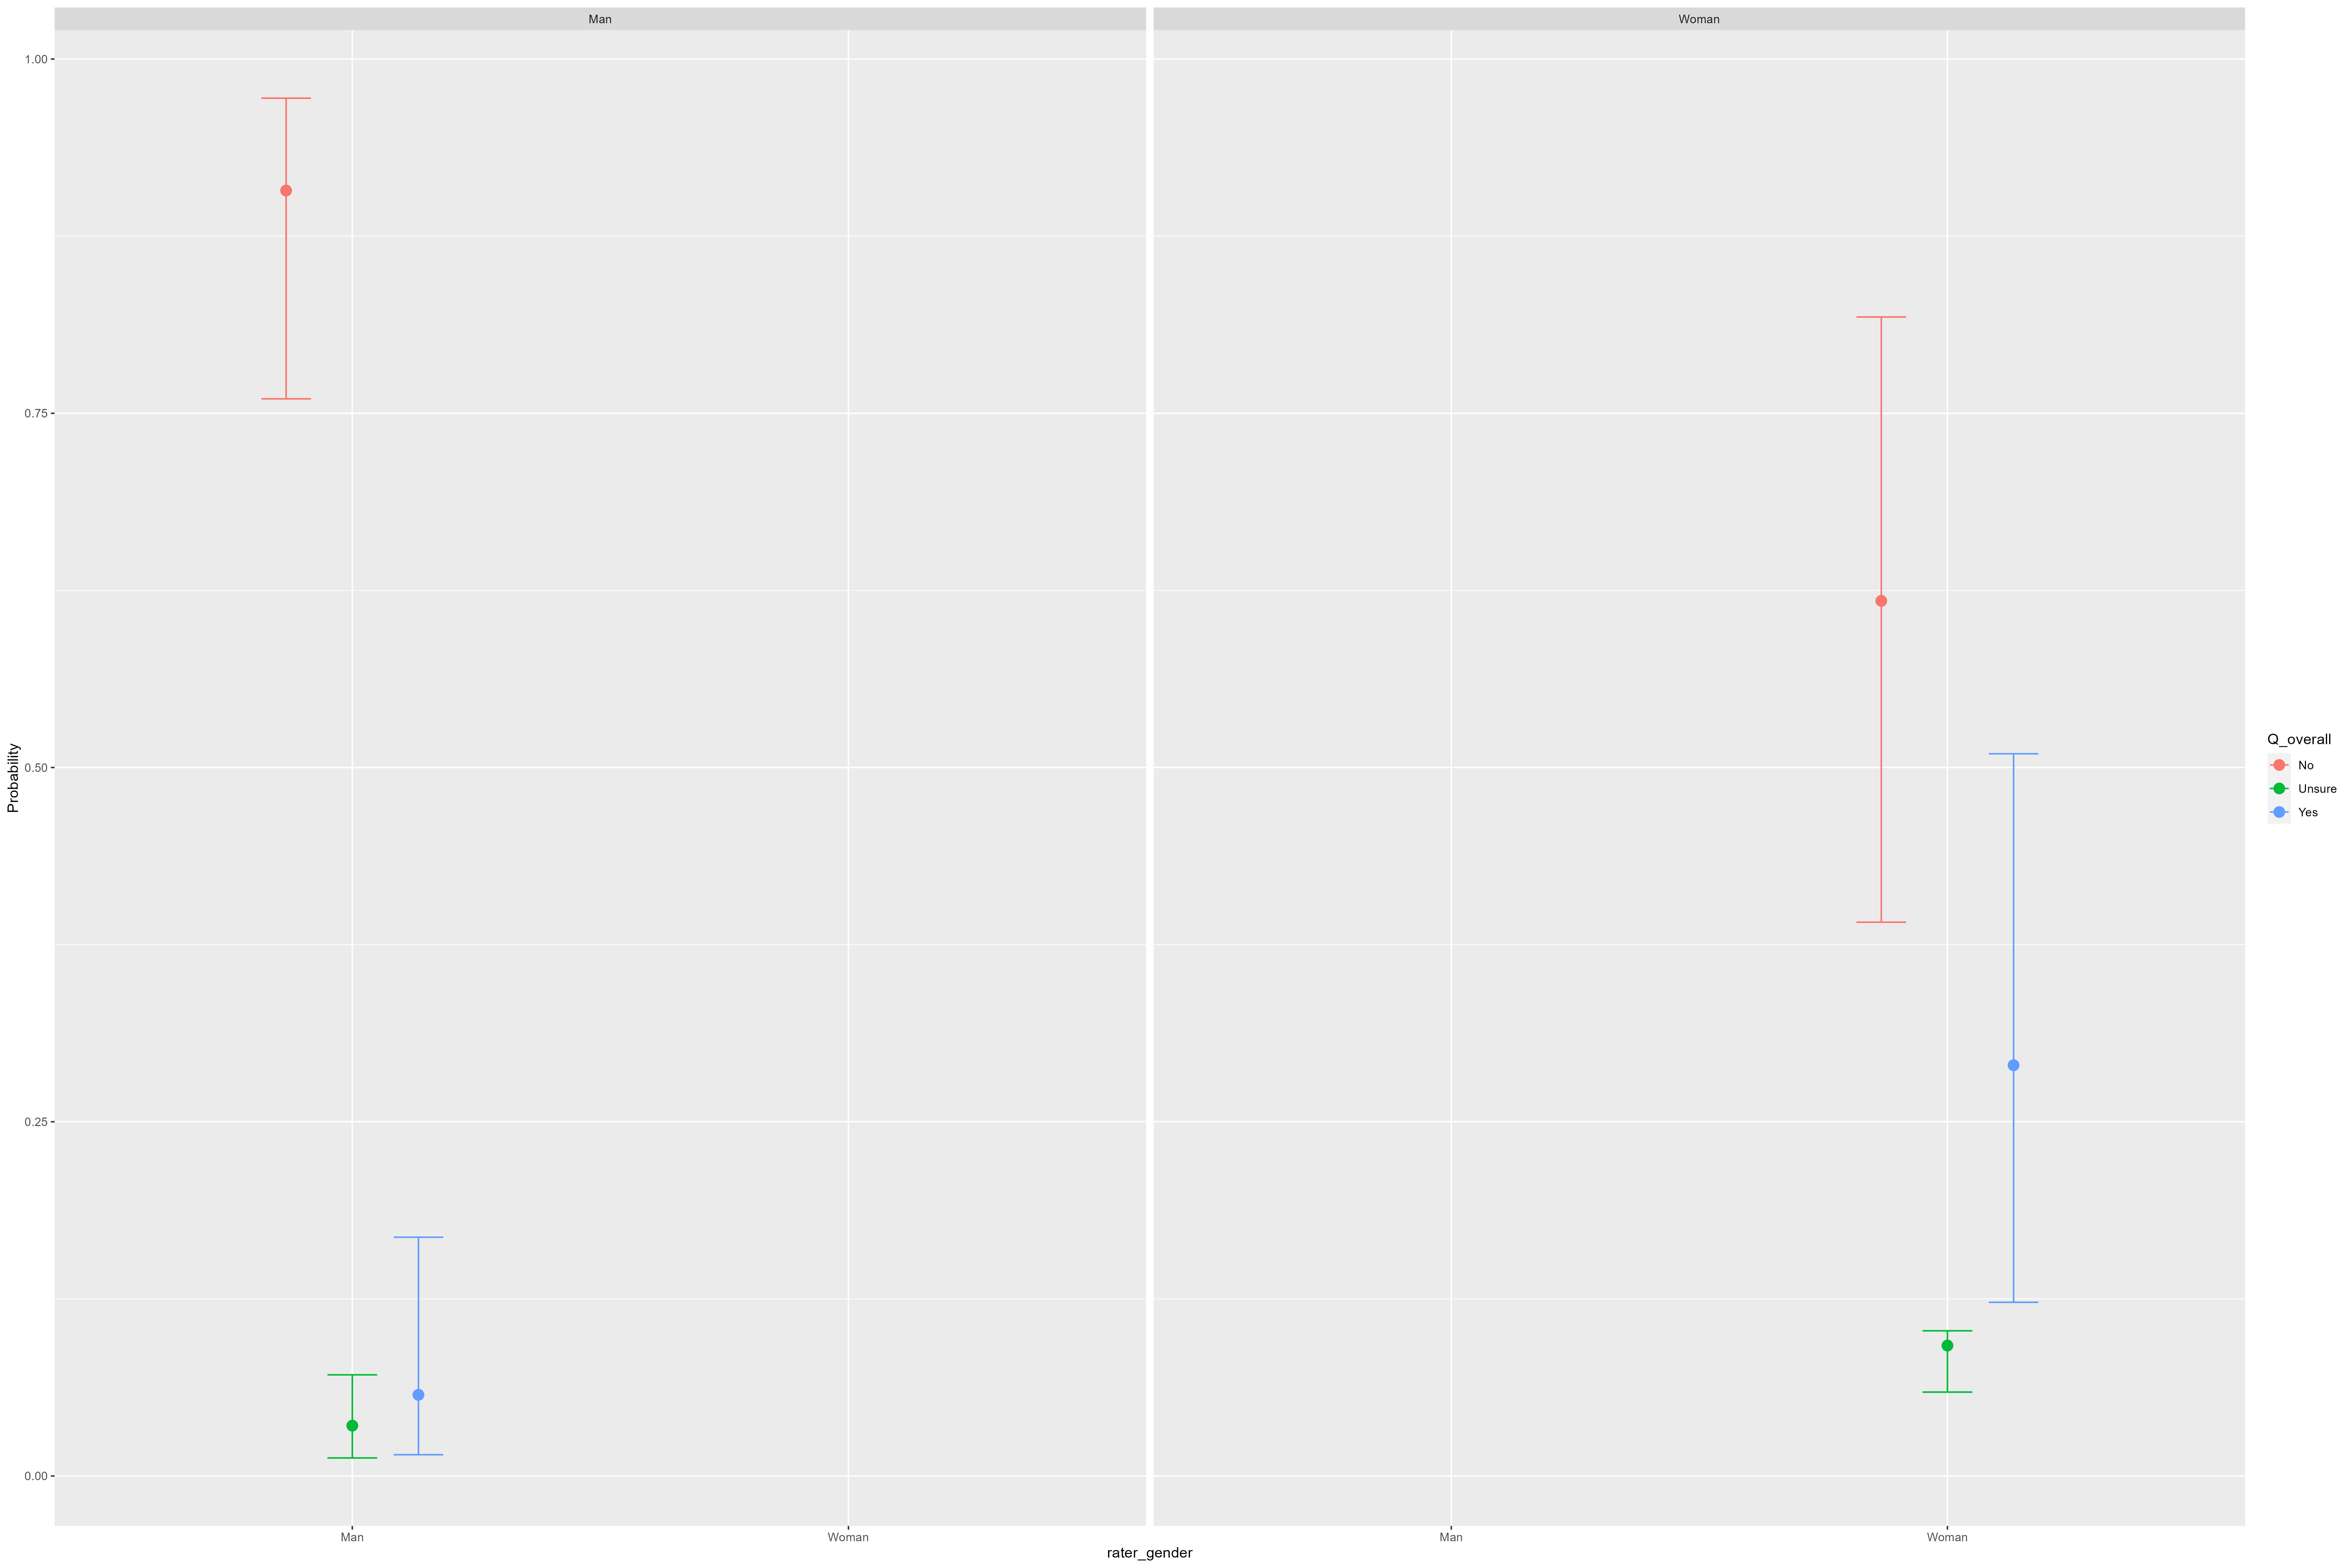 Man
Woman
1.00
0.75
0.50
0.25
0.00
Probability
Man
Woman
Man
Woman
rater_gender
Q_overall
No
Unsure
Yes